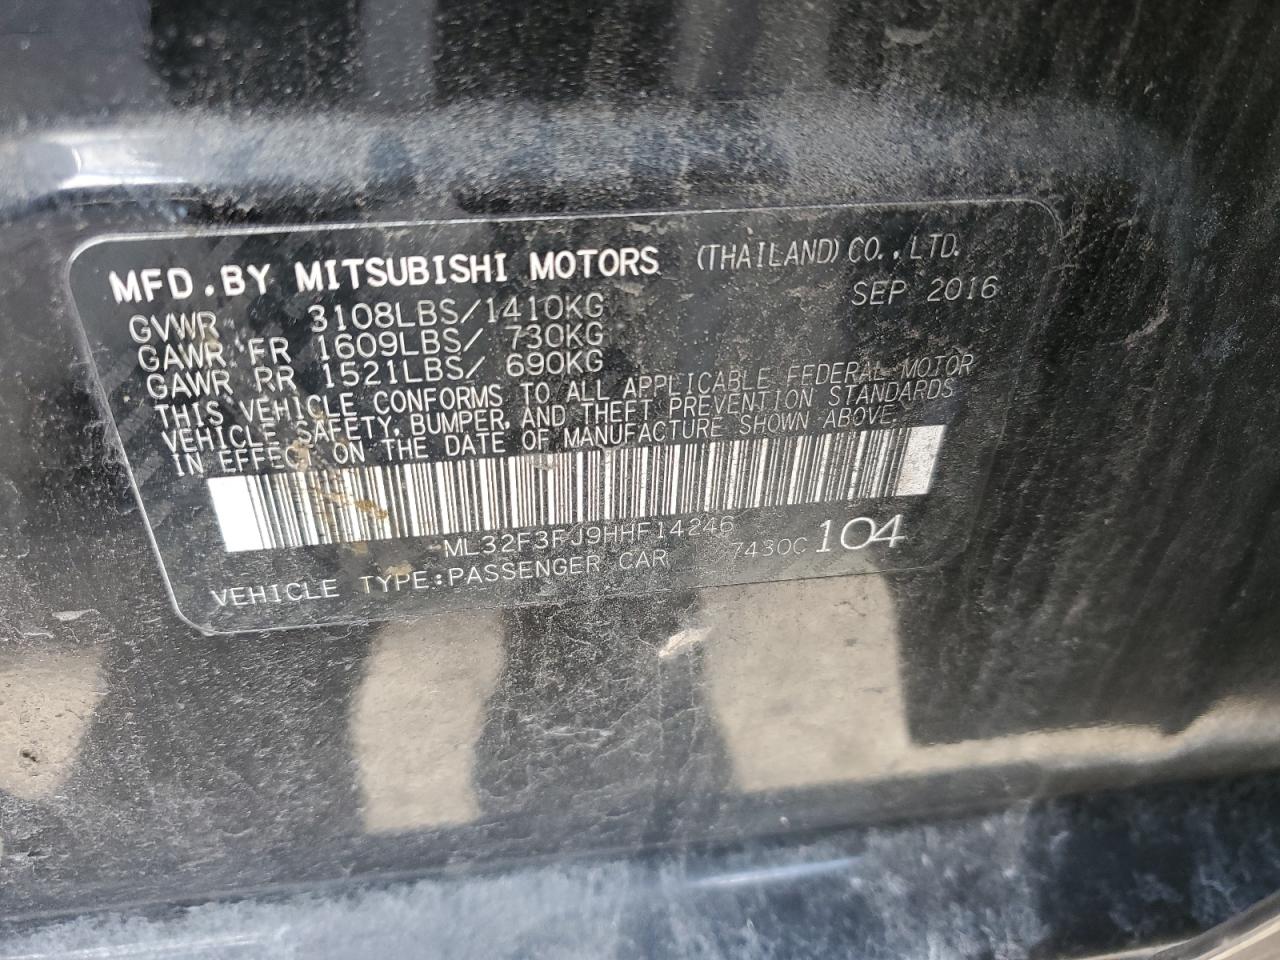 MFD.BY MITSUBISHI MOTORS (THAILAND) CO.,LTD.
SEP 2016
GVWR 3108LBS/1410KG
GAWR FR 1609LBS/ 730KG
GAWR RR 1521LBS/ 690KG
THIS VEHICLE CONFORMS TO ALL APPLICABLE FEDERAL MOTOR
VEHICLE SAFETY, BUMPER, AND THEFT PREVENTION STANDARDS
IN EFFECT ON THE DATE OF MANUFACTURE SHOWN ABOVE.
ML32F3FJ9HHF14246
VEHICLE TYPE:PASSENGER CAR 7430C 104